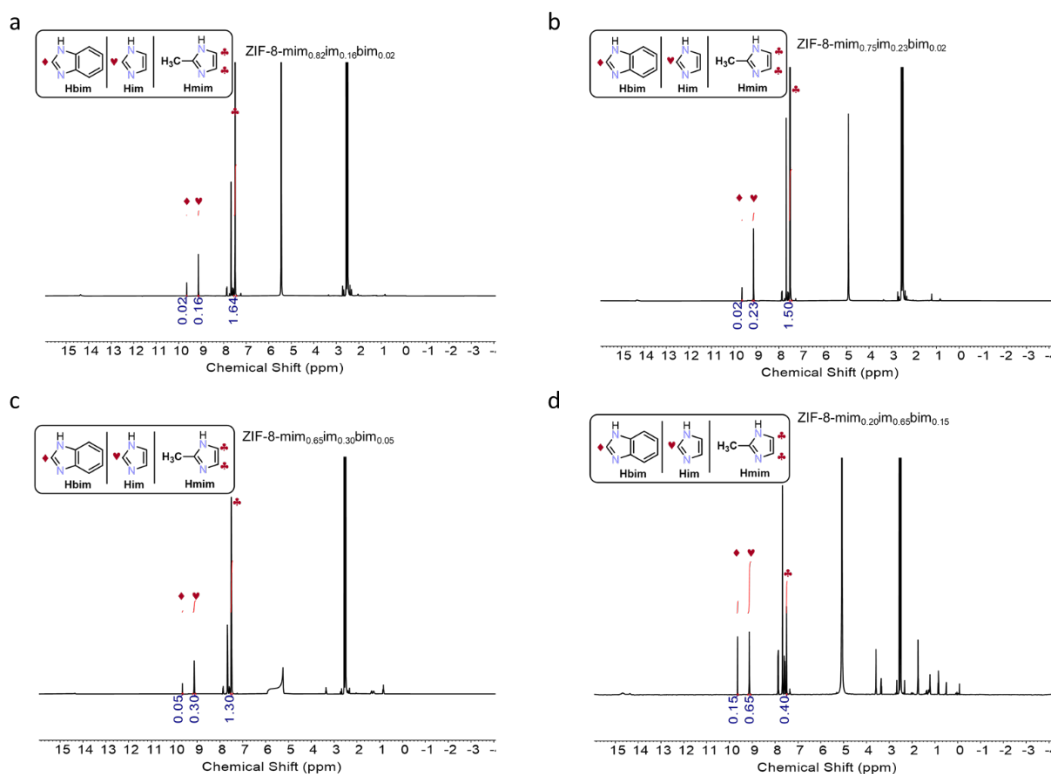 a
ZIF-8-mim0.82im0.16bim0.02
H
N
N
Hbim
H
N
N
Him
H
N
H3C
N
Hmim
0.02
0.16
1.64
15 14 13 12 11 10 9 8 7 6 5 4 3 2 1 0 -1 -2 -3 -4
Chemical Shift (ppm)
b
ZIF-8-mim0.75im0.23bim0.02
H
N
N
Hbim
H
N
N
Him
H
N
H3C
N
Hmim
0.02
0.23
1.50
15 14 13 12 11 10 9 8 7 6 5 4 3 2 1 0 -1 -2 -3 -4
Chemical Shift (ppm)
c
ZIF-8-mim0.65im0.30bim0.05
H
N
N
Hbim
H
N
N
Him
H
N
H3C
N
Hmim
0.05
0.30
1.30
15 14 13 12 11 10 9 8 7 6 5 4 3 2 1 0 -1 -2 -3 -4
Chemical Shift (ppm)
d
ZIF-8-mim0.20im0.65bim0.15
H
N
N
Hbim
H
N
N
Him
H
N
H3C
N
Hmim
0.15
0.65
0.40
15 14 13 12 11 10 9 8 7 6 5 4 3 2 1 0 -1 -2 -3 -4
Chemical Shift (ppm)